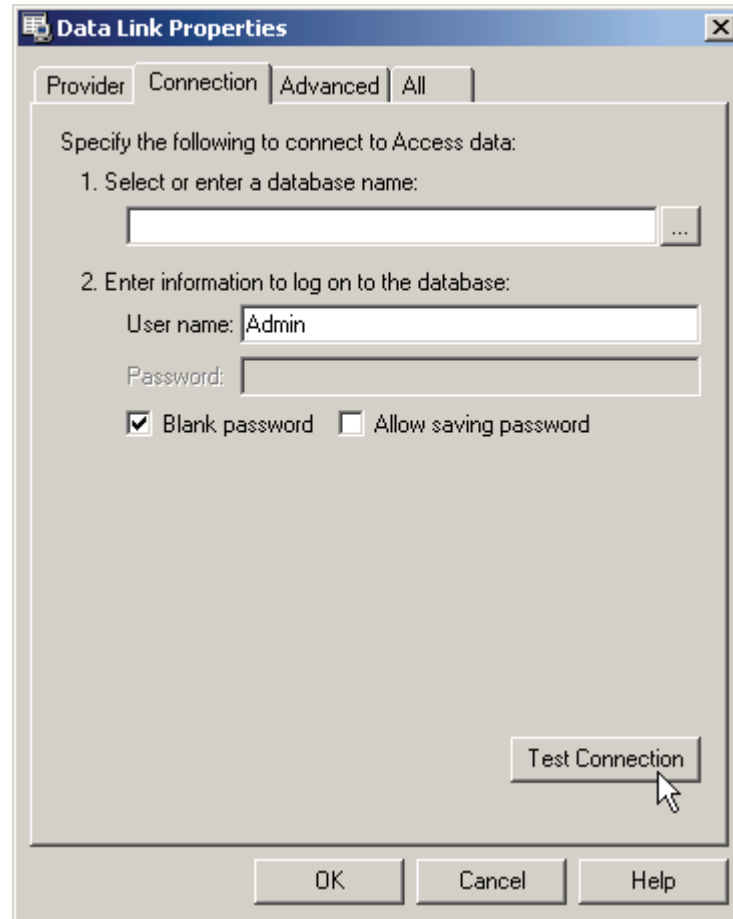 Data Link Properties
Provider Connection Advanced All
Specify the following to connect to Access data:
1. Select or enter a database name:
...
2. Enter information to log on to the database:
User name: Admin
Password:
Blank password Allow saving password
Test Connection
OK Cancel Help